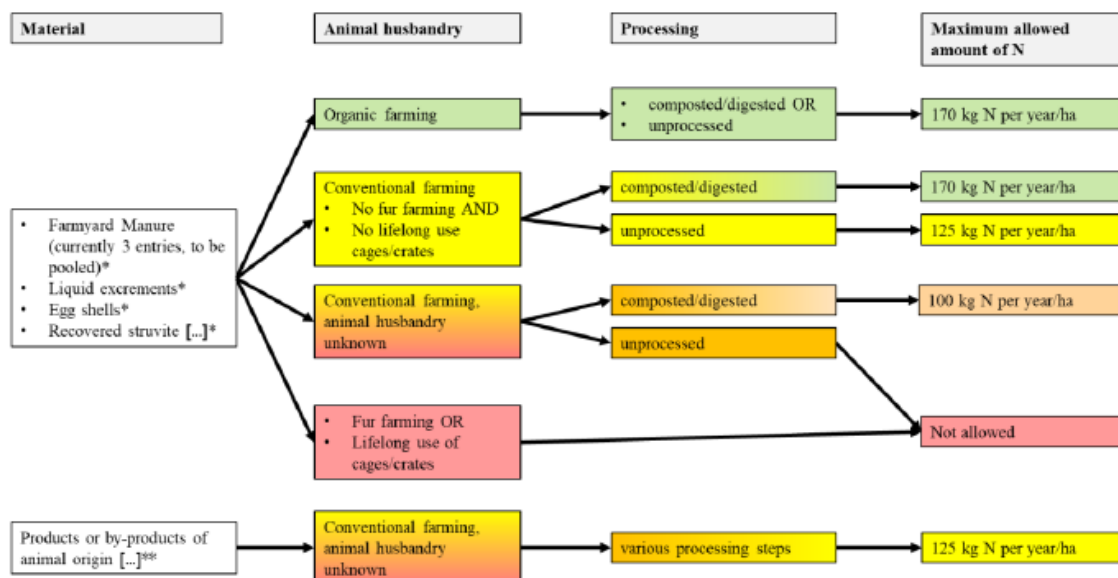 Material
Animal husbandry
Processing
Maximum allowed
amount of N
Organic farming
• composted/digested OR
• unprocessed
170 kg N per year/ha
• Farmyard Manure
(currently 3 entries, to be
pooled)*
• Liquid excrements*
• Egg shells*
• Recovered struvite [...]*
Conventional farming
• No fur farming AND
• No lifelong use
cages/crates
composted/digested
170 kg N per year/ha
unprocessed
125 kg N per year/ha
Conventional farming,
animal husbandry
unknown
composted/digested
100 kg N per year/ha
unprocessed
• Fur farming OR
• Lifelong use of
cages/crates
Not allowed
Products or by-products of
animal origin [...]**
Conventional farming,
animal husbandry
unknown
various processing steps
125 kg N per year/ha